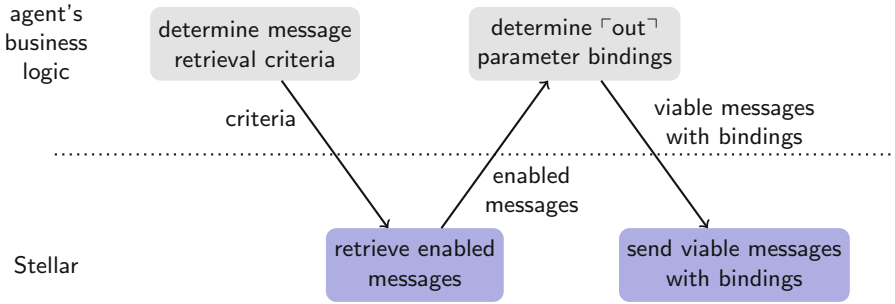 agent's
business
logic
determine message
retrieval criteria
determine ⌜out⌝
parameter bindings
criteria
viable messages
with bindings
enabled
messages
Stellar
retrieve enabled
messages
send viable messages
with bindings